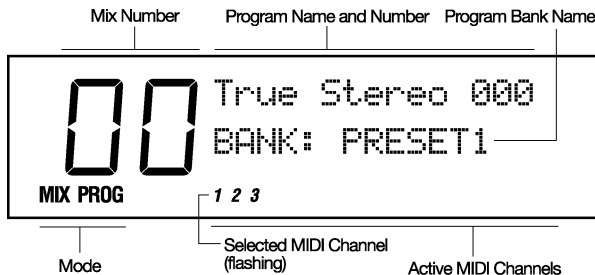 Mix Number Program Name and Number Program Bank Name
00 True Stereo 000
BANK: PRESET1
MIX PROG 1 2 3
Mode Selected MIDI Channel (flashing) Active MIDI Channels